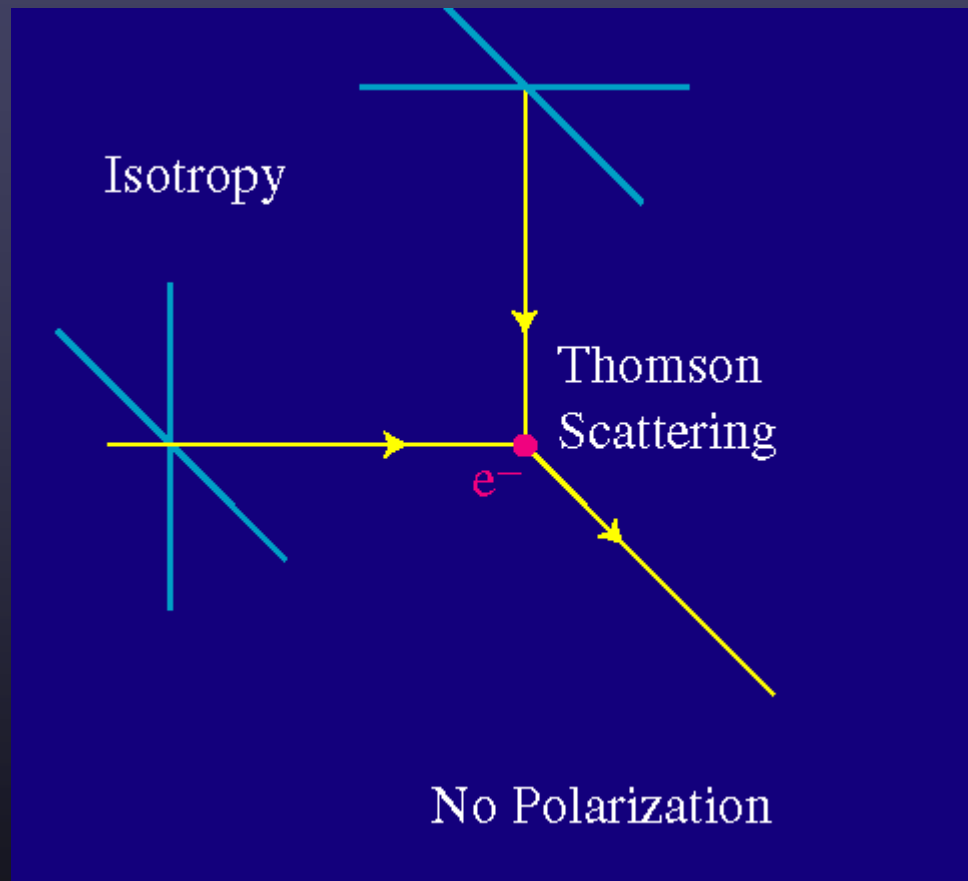 Isotropy
Thomson
Scattering
e⁻
No Polarization